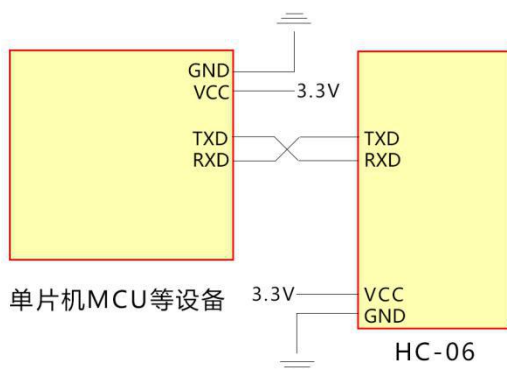 GND
VCC
3.3V
TXD
RXD
TXD
RXD
单片机MCU等设备
3.3V
VCC
GND
HC-06